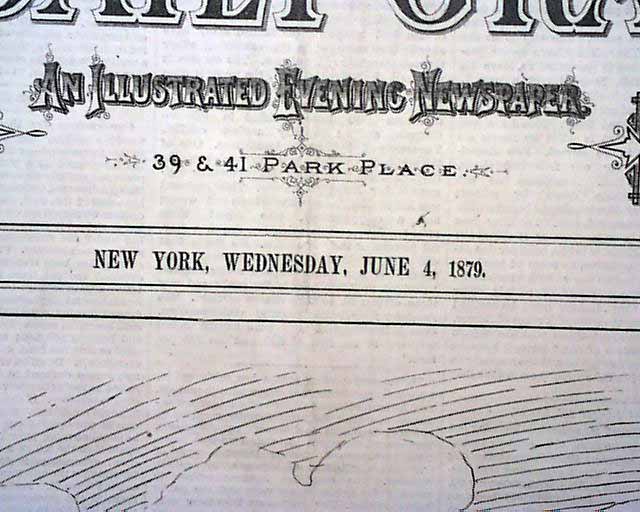 AN ILLUSTRATED EVENING NEWSPAPER.
39 & 41 PARK PLACE.
NEW YORK, WEDNESDAY, JUNE 4, 1879.